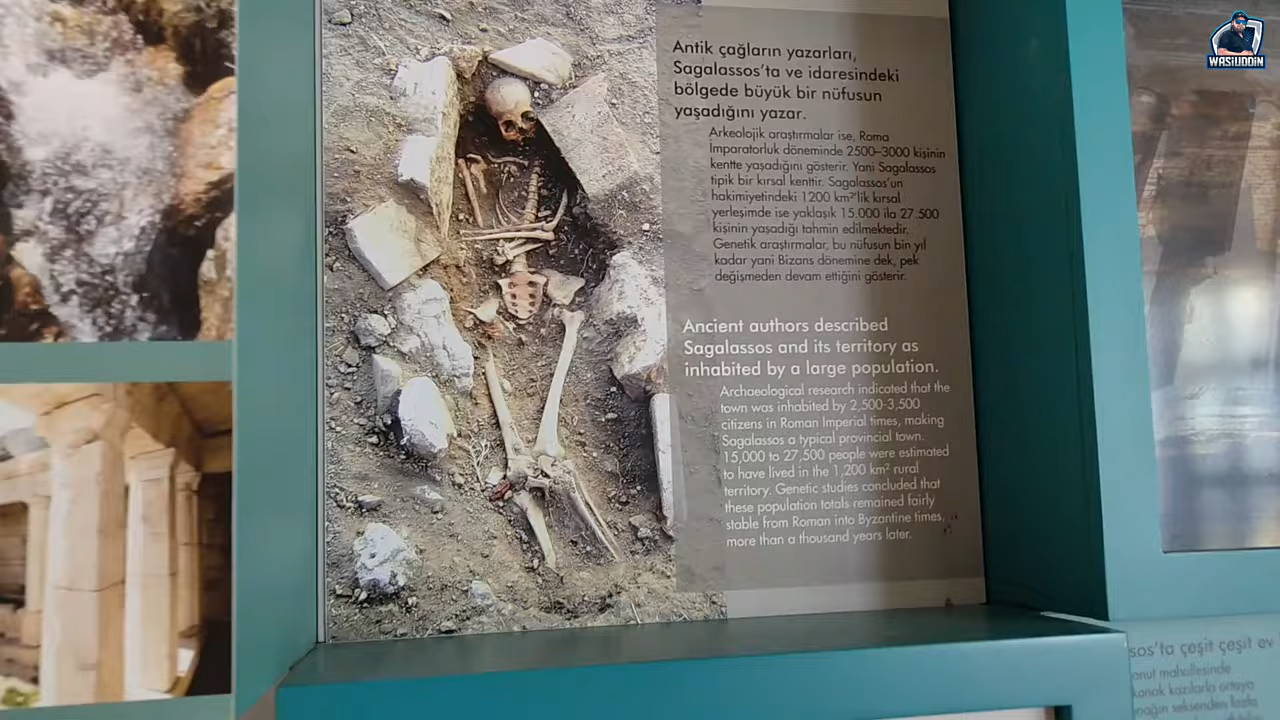 WASIUDDIN
Antik çağların yazarları,
Sagalassos'ta ve idaresindeki
bölgede büyük bir nüfusun
yaşadığını yazar.
Arkeolojik araştırmalar ise, Roma
İmparatorluk döneminde 2500–3000 kişinin
kentte yaşadığını gösterir. Yani Sagalassos
tipik bir kırsal kenttir. Sagalassos'un
hakimiyetindeki 1200 km²'lik kırsal
yerleşimde ise yaklaşık 15.000 ila 27.500
kişinin yaşadığı tahmin edilmektedir.
Genetik araştırmalar, bu nüfusun bin yıl
kadar yani Bizans dönemine dek, pek
değişmeden devam ettiğini gösterir.
Ancient authors described
Sagalassos and its territory as
inhabited by a large population.
Archaeological research indicated that the
town was inhabited by 2,500-3,500
citizens in Roman Imperial times, making
Sagalassos a typical provincial town.
15,000 to 27,500 people were estimated
to have lived in the 1,200 km² rural
territory. Genetic studies concluded that
these population totals remained fairly
stable from Roman into Byzantine times,
more than a thousand years later.
sos'ta çeşit çeşit ev
anut mahallesinde
konak kazılarla ortaya